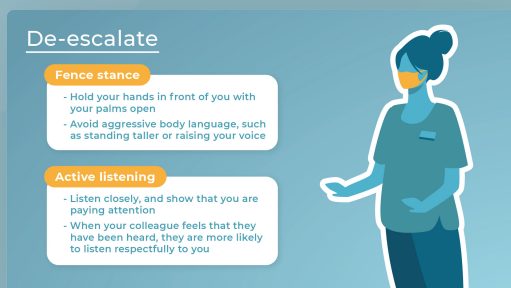 De-escalate
Fence stance
- Hold your hands in front of you with
your palms open
- Avoid aggressive body language, such
as standing taller or raising your voice
Active listening
- Listen closely, and show that you are
paying attention
- When your colleague feels that they
have been heard, they are more likely
to listen respectfully to you